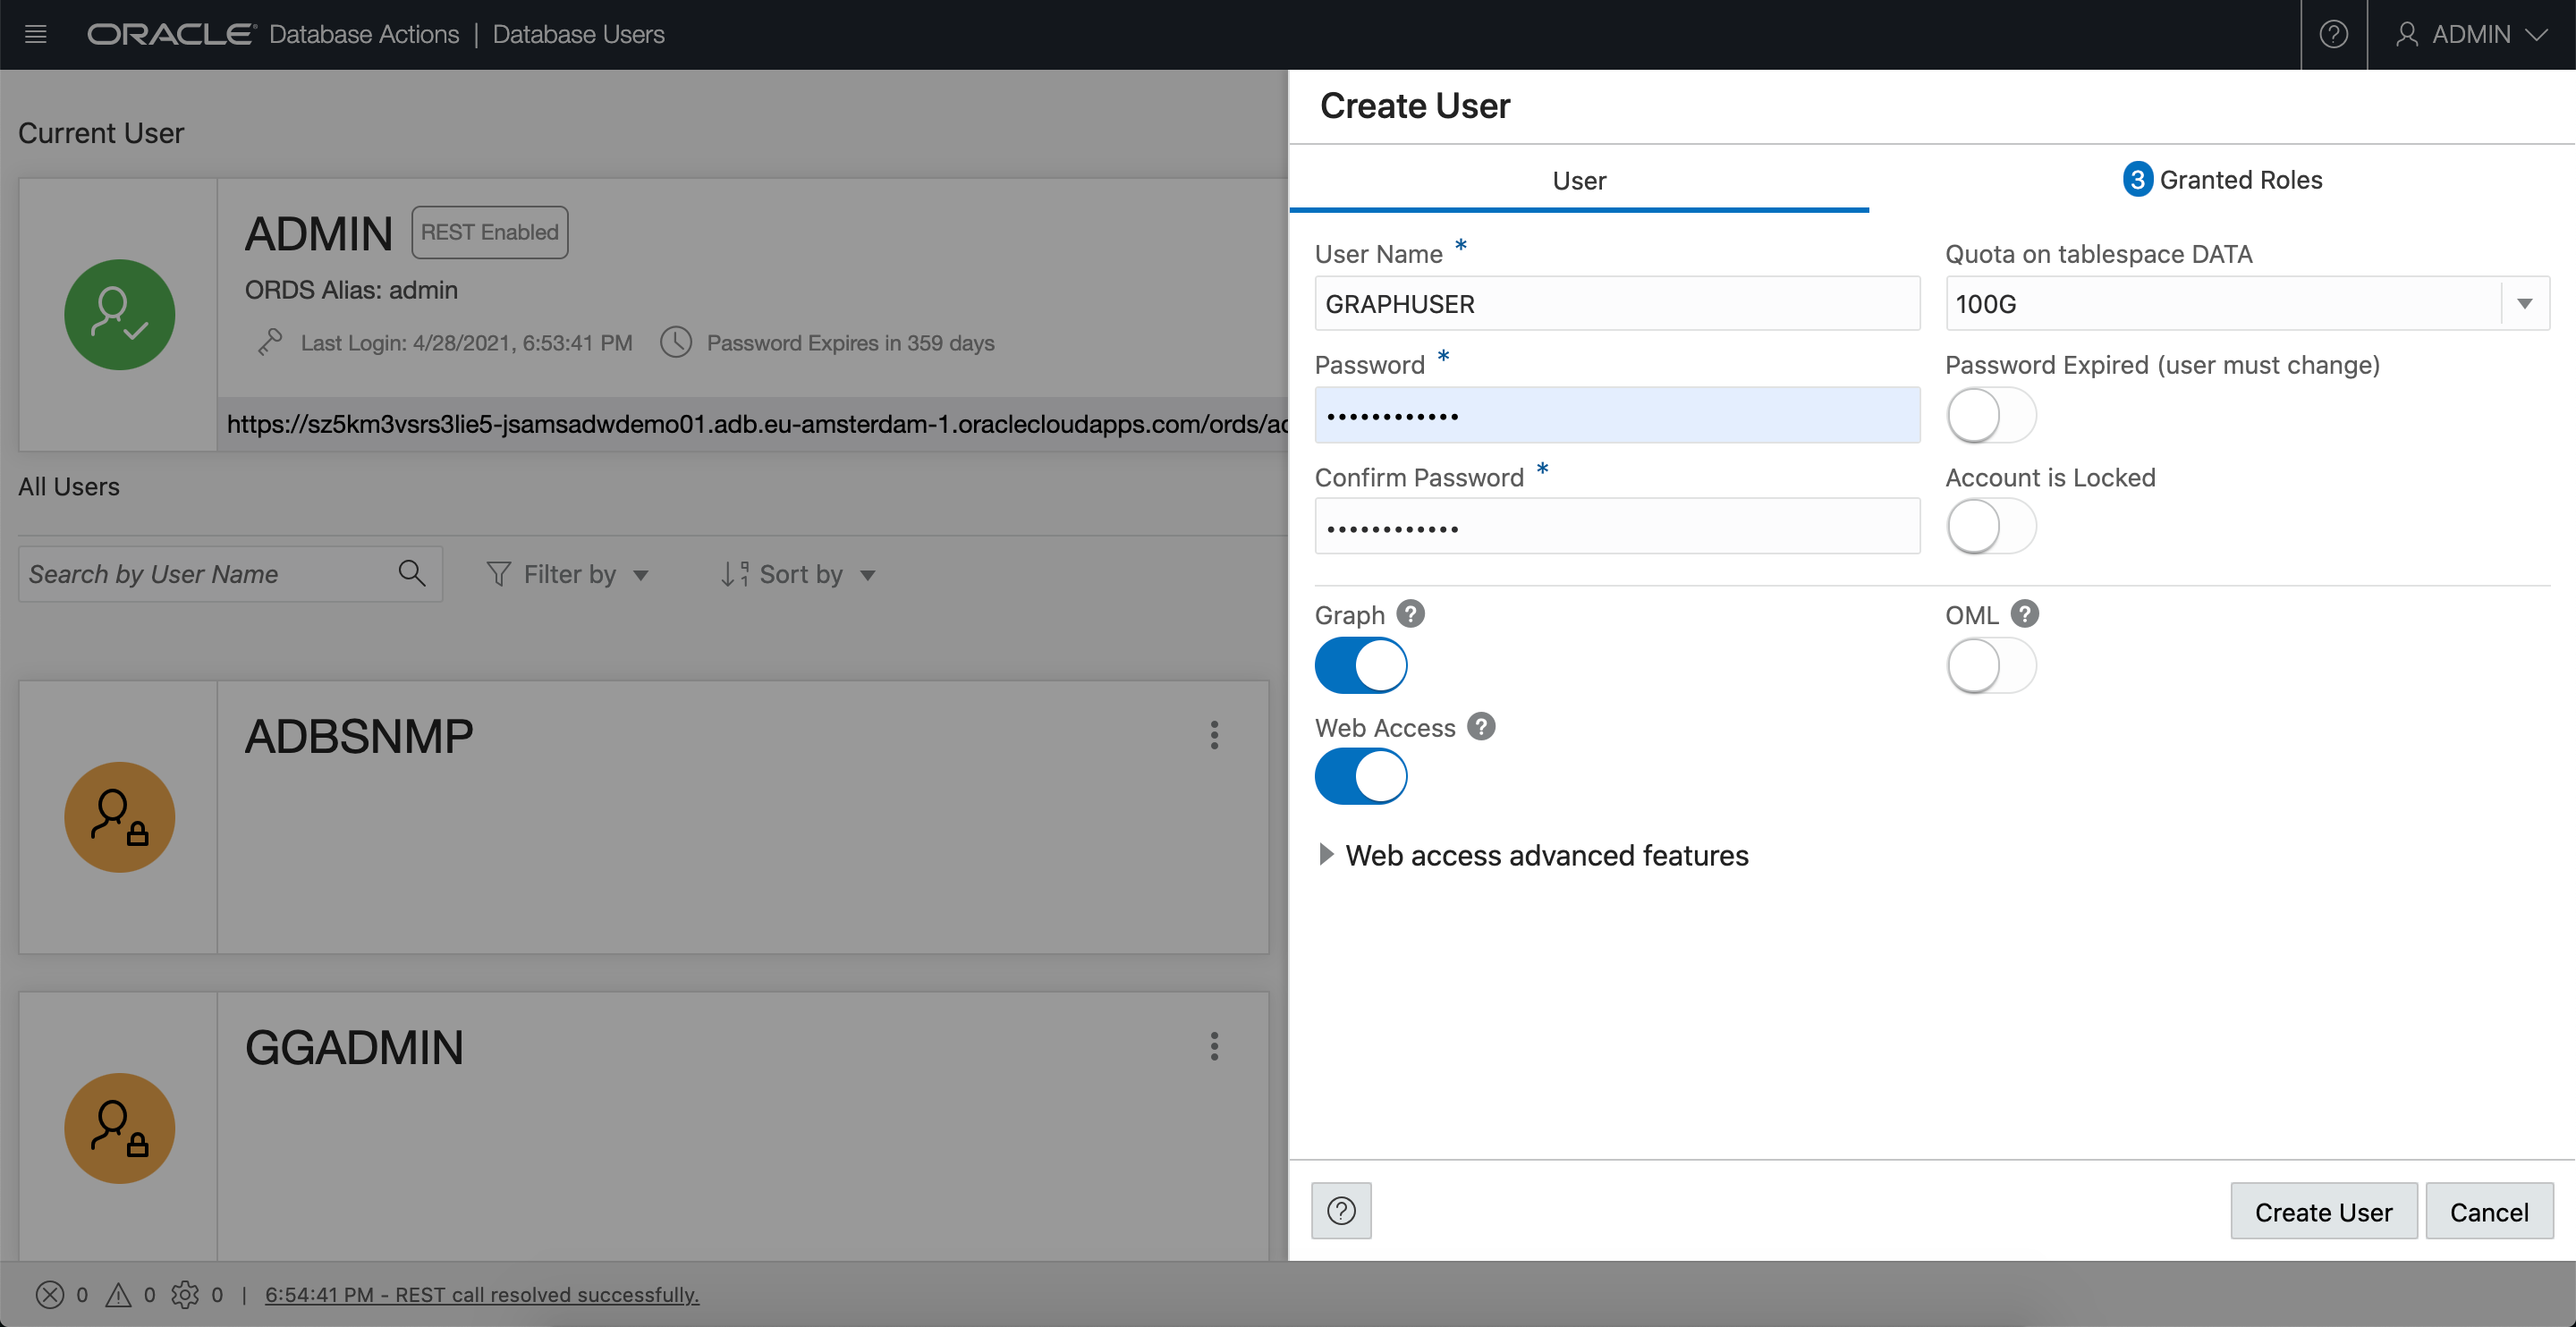 ORACLE Database Actions | Database Users
ADMIN
Current User
ADMIN REST Enabled
ORDS Alias: admin
Last Login: 4/28/2021, 6:53:41 PM Password Expires in 359 days
https://sz5km3vsrs3lie5-jsamsadwdemo01.adb.eu-amsterdam-1.oraclecloudapps.com/ords/ad
All Users
Search by User Name Filter by Sort by
ADBSNMP
GGADMIN
Create User
User 3 Granted Roles
User Name * Quota on tablespace DATA
GRAPHUSER 100G
Password * Password Expired (user must change)
••••••••••••
Confirm Password * Account is Locked
••••••••••••
Graph ? OML ?
Web Access ?
Web access advanced features
? Create User Cancel
0 0 0 | 6:54:41 PM - REST call resolved successfully.